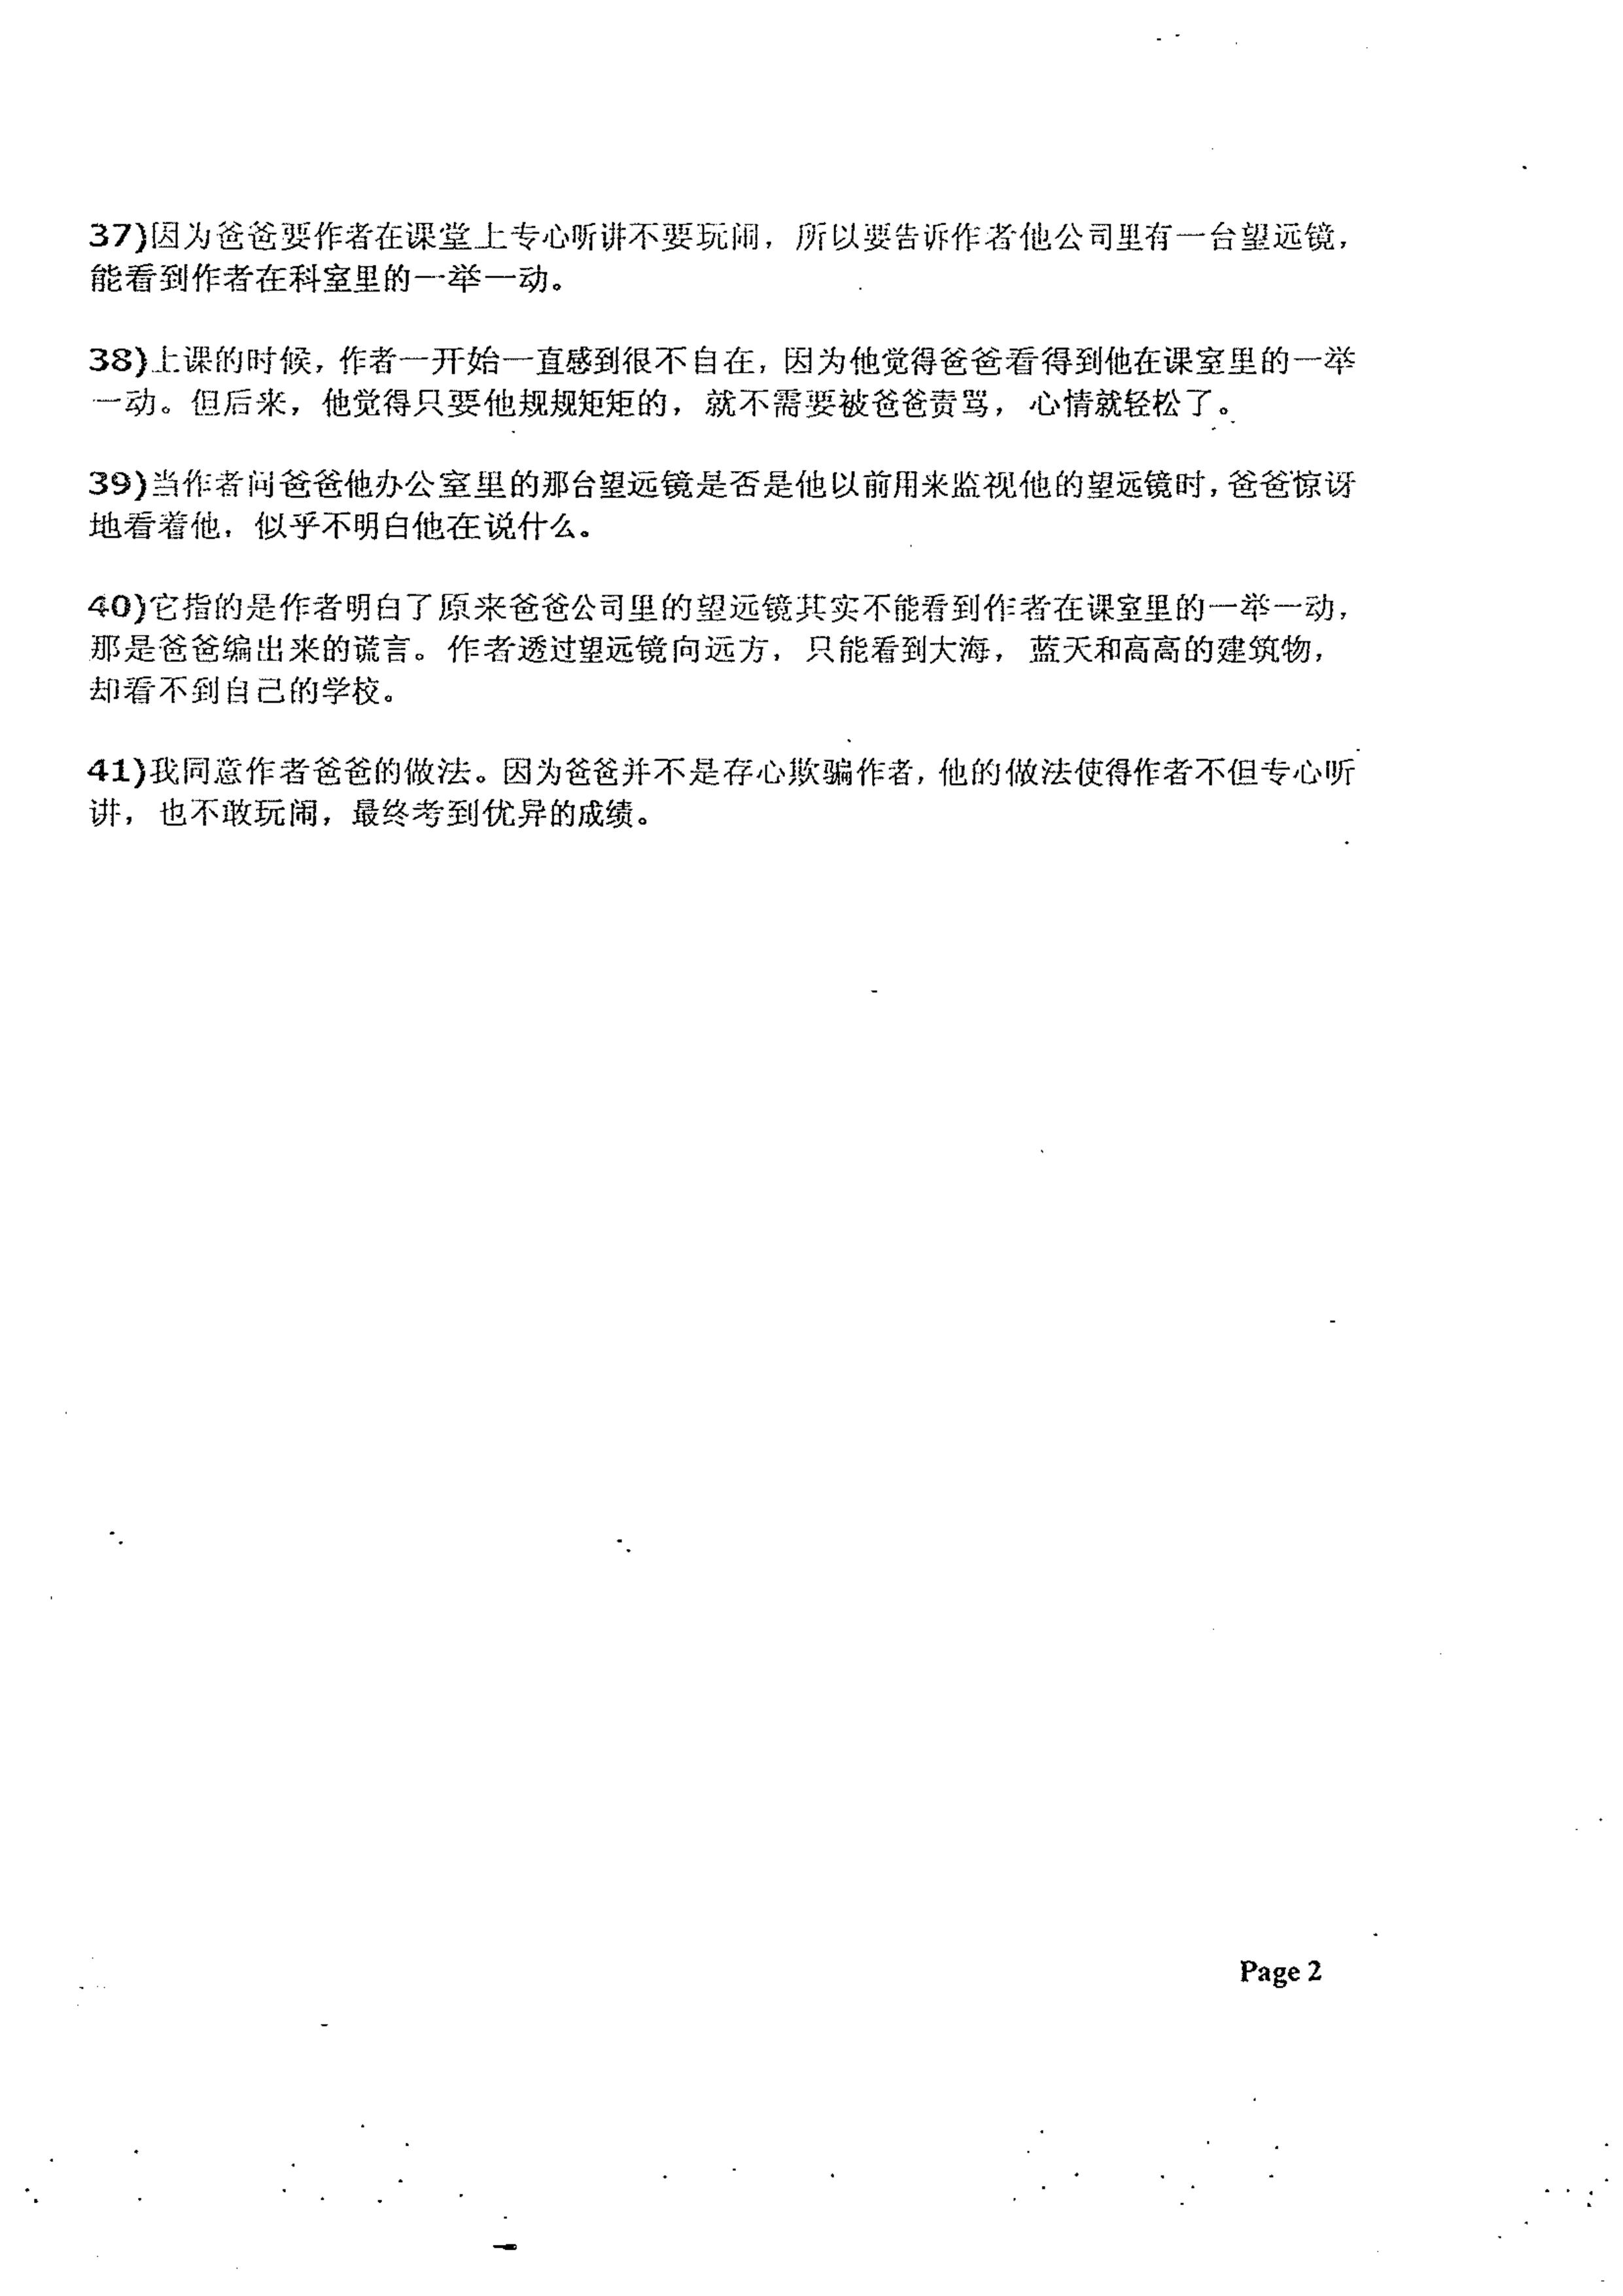 37)因为爸爸要作者在课堂上专心听讲不要玩闹，所以要告诉作者他公司里有一台望远镜，
能看到作者在科室里的一举一动。
38)上课的时候，作者一开始一直感到很不自在，因为他觉得爸爸看得到他在课室里的一举
一动。但后来，他觉得只要他规规矩矩的，就不需要被爸爸责骂，心情就轻松了。
39)当作者问爸爸他办公室里的那台望远镜是否是他以前用来监视他的望远镜时，爸爸惊讶
地看着他，似乎不明白他在说什么。
40)它指的是作者明白了原来爸爸公司里的望远镜其实不能看到作者在课室里的一举一动，
那是爸爸编出来的谎言。作者透过望远镜向远方，只能看到大海，蓝天和高高的建筑物，
却看不到自己的学校。
41)我同意作者爸爸的做法。因为爸爸并不是存心欺骗作者，他的做法使得作者不但专心听
讲，也不敢玩闹，最终考到优异的成绩。
Page 2